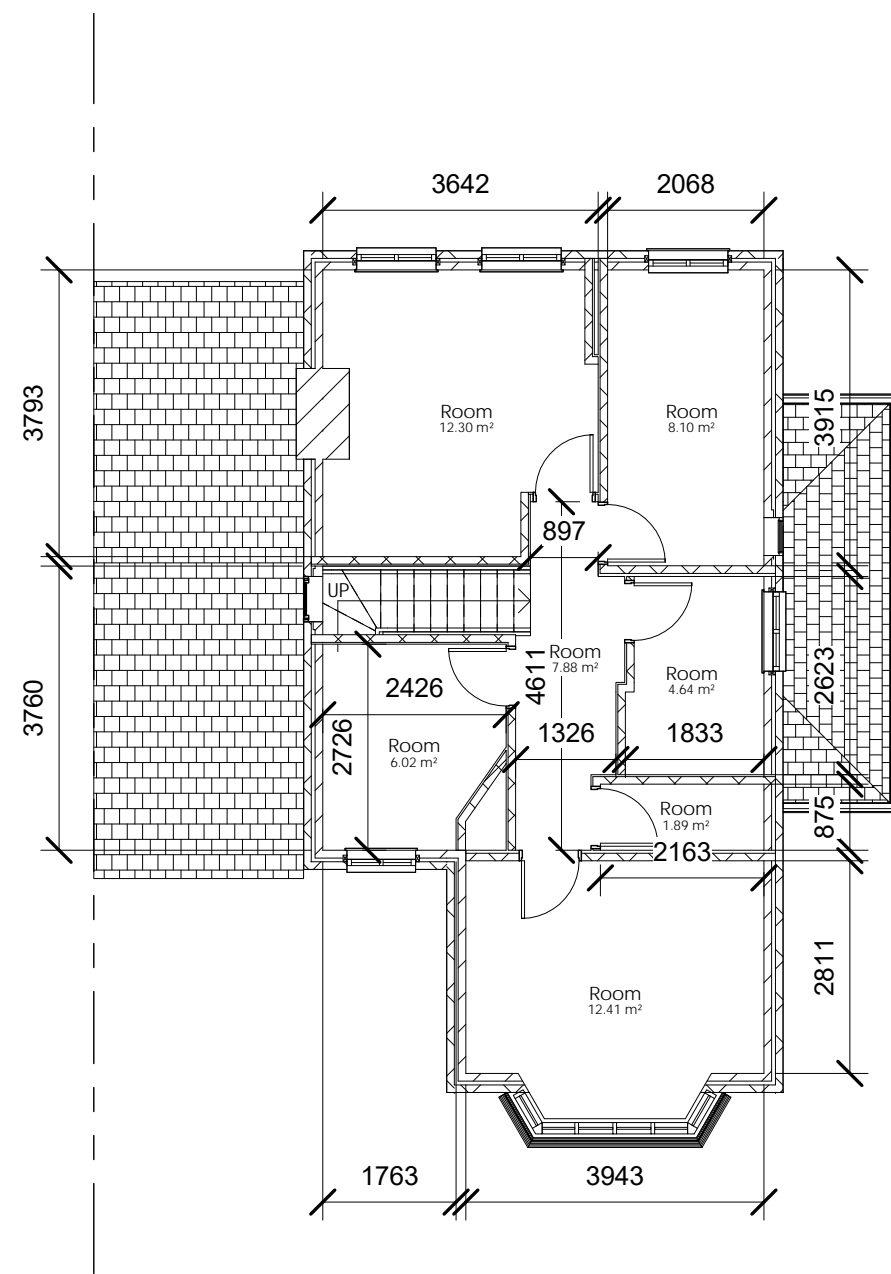 3642
2068
3793
3915
Room
12.30 m²
Room
8.10 m²
897
UP
3760
4611
Room
7.88 m²
2623
Room
4.64 m²
2426
2726
1326
1833
Room
6.02 m²
Room
1.89 m²
875
2163
2811
Room
12.41 m²
1763
3943